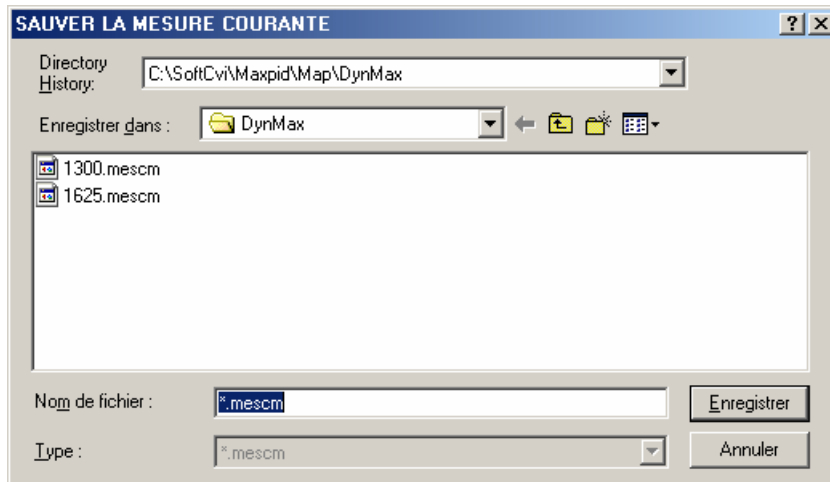 SAUVER LA MESURE COURANTE
Directory
History:
C:\SoftCvi\Maxpid\Map\DynMax
Enregistrer dans :
DynMax
1300.mescm
1625.mescm
Nom de fichier :
*.mescm
Enregistrer
Type :
*.mescm
Annuler